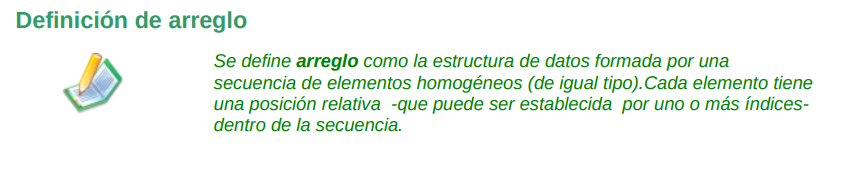 Definición de arreglo
Se define arreglo como la estructura de datos formada por una
secuencia de elementos homogéneos (de igual tipo).Cada elemento tiene
una posición relativa  -que puede ser establecida  por uno o más índices-
dentro de la secuencia.